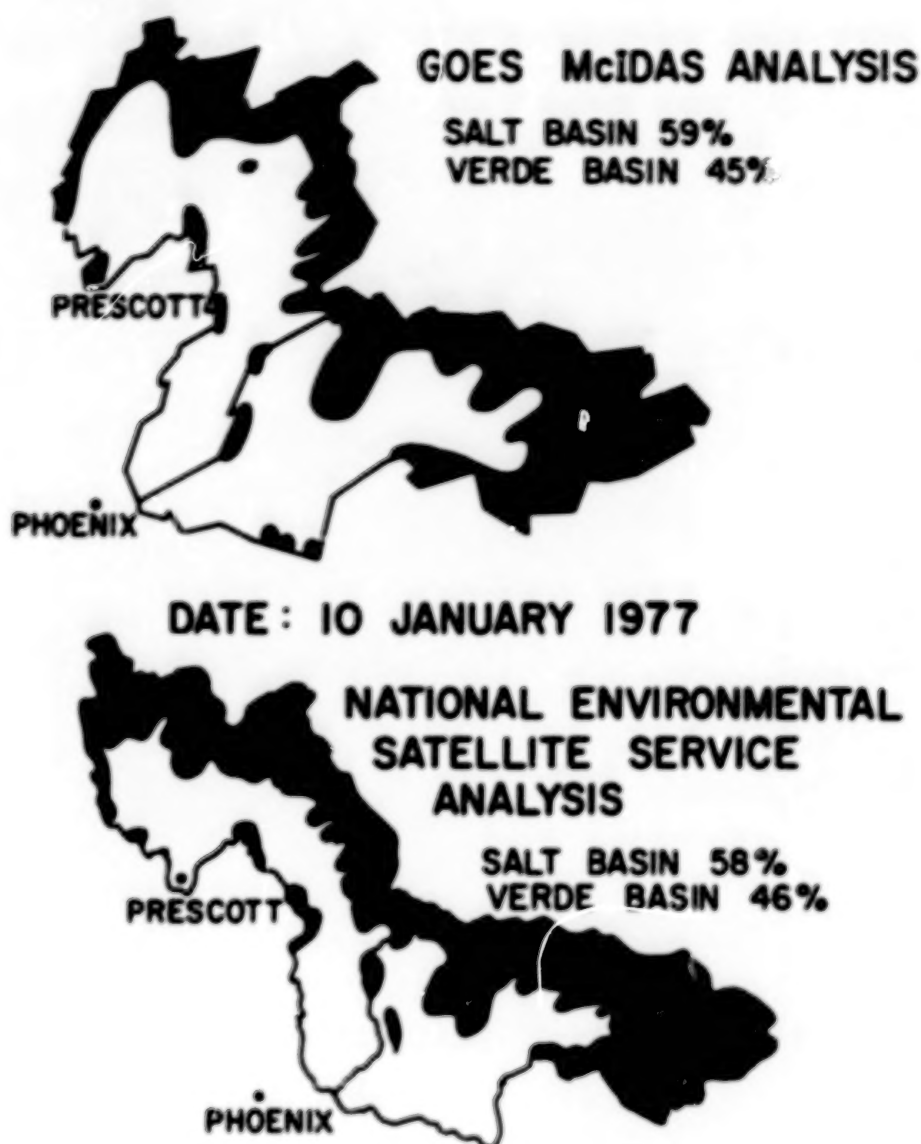 GOES McIDAS ANALYSIS
SALT BASIN 59%
VERDE BASIN 45%
PRESCOTT
PHOENIX
DATE: 10 JANUARY 1977
NATIONAL ENVIRONMENTAL
SATELLITE SERVICE
ANALYSIS
SALT BASIN 58%
VERDE BASIN 46%
PRESCOTT
PHOENIX